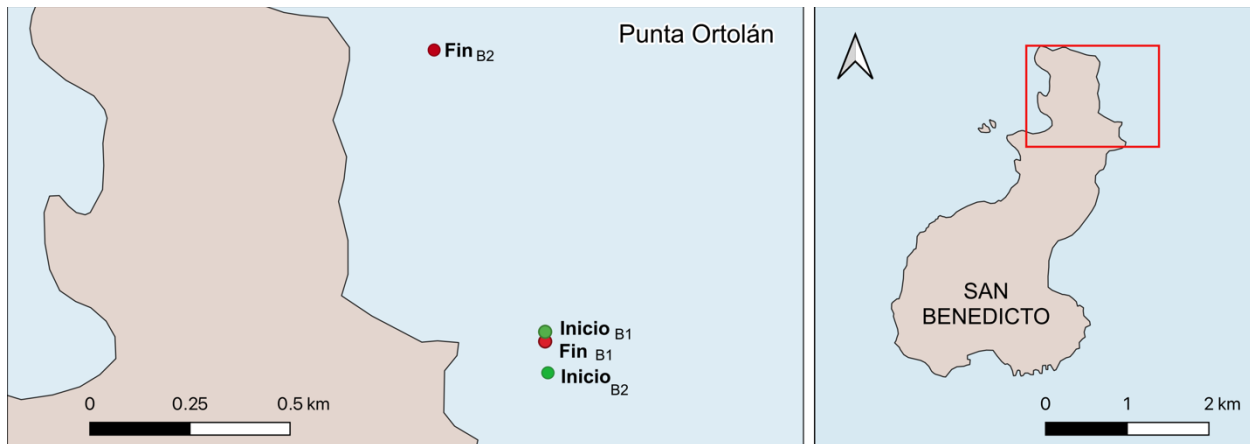 Punta Ortolán
Fin B2
Inicio B1
Fin B1
Inicio B2
0 0.25 0.5 km
SAN
BENEDICTO
0 1 2 km